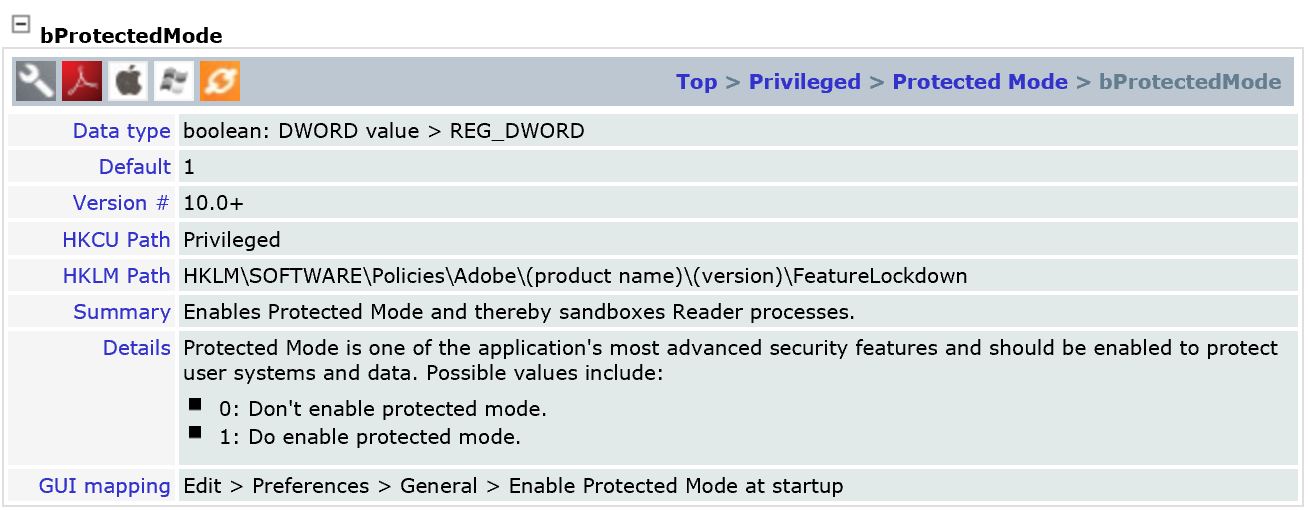 bProtectedMode
Top > Privileged > Protected Mode > bProtectedMode
Data type boolean: DWORD value > REG_DWORD
Default 1
Version # 10.0+
HKCU Path Privileged
HKLM Path HKLM\SOFTWARE\Policies\Adobe\(product name)\(version)\FeatureLockdown
Summary Enables Protected Mode and thereby sandboxes Reader processes.
Details Protected Mode is one of the application's most advanced security features and should be enabled to protect
user systems and data. Possible values include:
0: Don't enable protected mode.
1: Do enable protected mode.
GUI mapping Edit > Preferences > General > Enable Protected Mode at startup